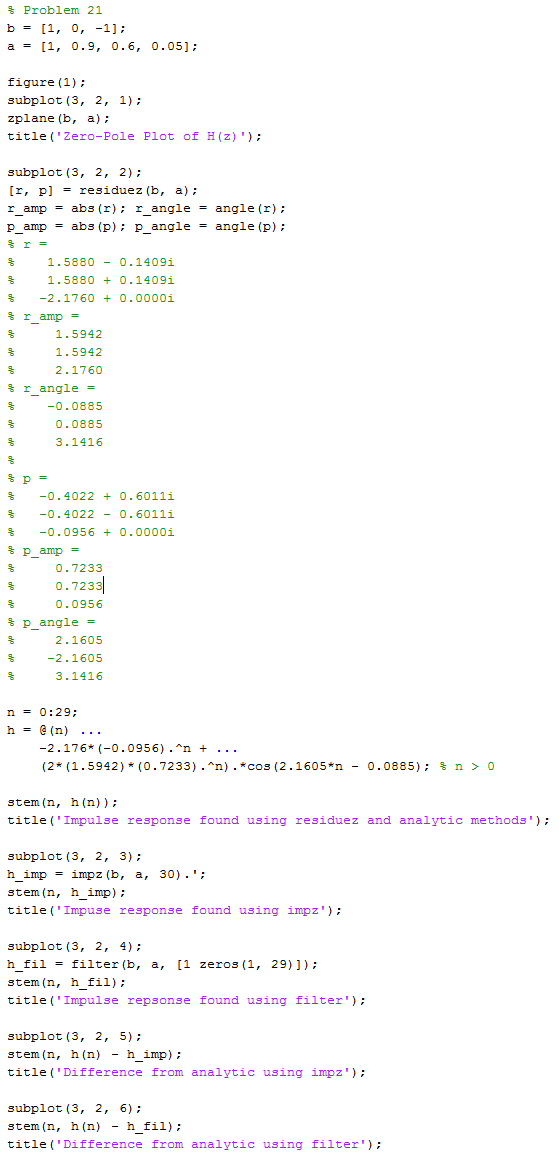 % Problem 21
b = [1, 0, -1];
a = [1, 0.9, 0.6, 0.05];
figure(1);
subplot(3, 2, 1);
zplane(b, a);
title('Zero-Pole Plot of H(z)');
subplot(3, 2, 2);
[r, p] = residuez(b, a);
r_amp = abs(r); r_angle = angle(r);
p_amp = abs(p); p_angle = angle(p);
% r =
%    1.5880 - 0.1409i
%    1.5880 + 0.1409i
%   -2.1760 + 0.0000i
% r_amp =
%     1.5942
%     1.5942
%     2.1760
% r_angle =
%    -0.0885
%     0.0885
%     3.1416
%
% p =
%   -0.4022 + 0.6011i
%   -0.4022 - 0.6011i
%   -0.0956 + 0.0000i
% p_amp =
%     0.7233
%     0.7233
%     0.0956
% p_angle =
%     2.1605
%    -2.1605
%     3.1416
n = 0:29;
h = @(n) ...
    -2.176*(-0.0956).^n + ...
    (2*(1.5942)*(0.7233).^n).*cos(2.1605*n - 0.0885); % n > 0
stem(n, h(n));
title('Impulse response found using residuez and analytic methods');
subplot(3, 2, 3);
h_imp = impz(b, a, 30).';
stem(n, h_imp);
title('Impuse response found using impz');
subplot(3, 2, 4);
h_fil = filter(b, a, [1 zeros(1, 29)]);
stem(n, h_fil);
title('Impulse repsonse found using filter');
subplot(3, 2, 5);
stem(n, h(n) - h_imp);
title('Difference from analytic using impz');
subplot(3, 2, 6);
stem(n, h(n) - h_fil);
title('Difference from analytic using filter');